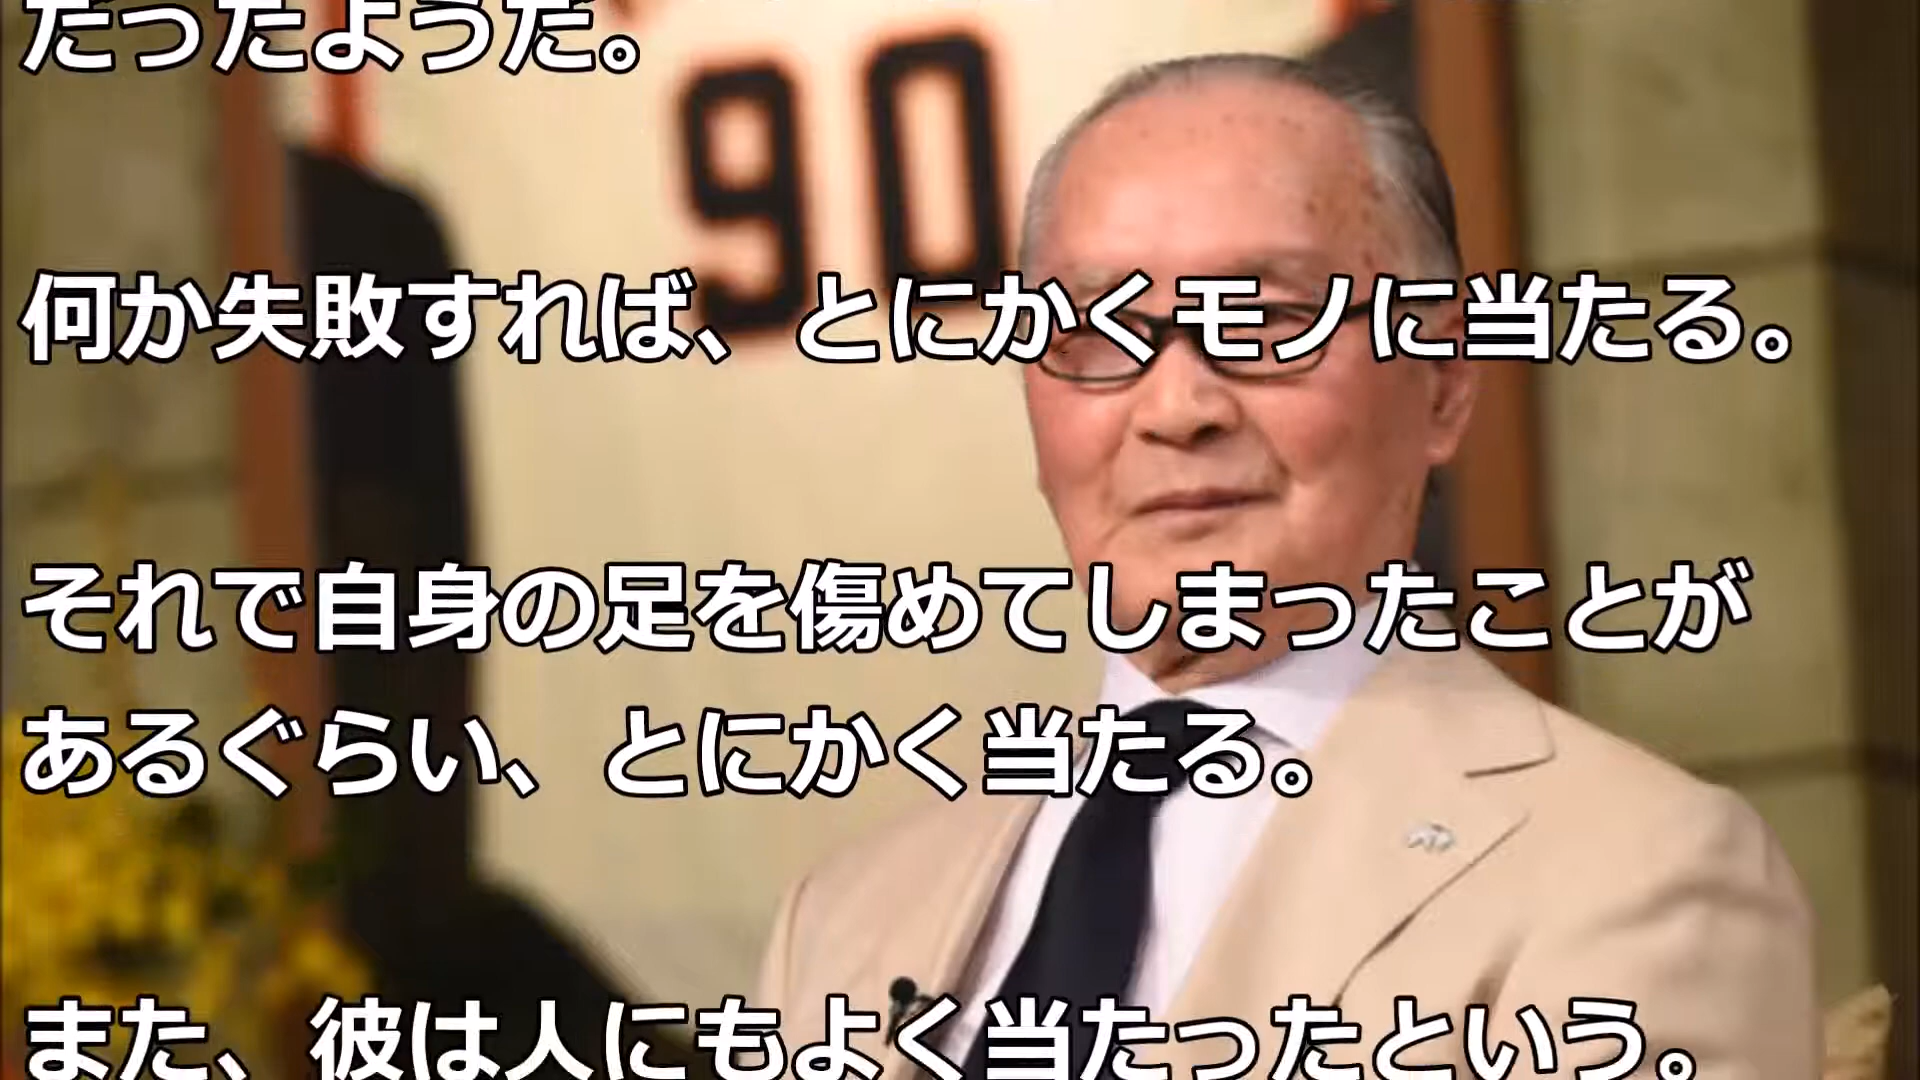 だったようだ。
90
何か失敗すれば、とにかくモノに当たる。
それで自身の足を傷めてしまったことが
あるぐらい、とにかく当たる。
また、彼は人にもよく当たったという。